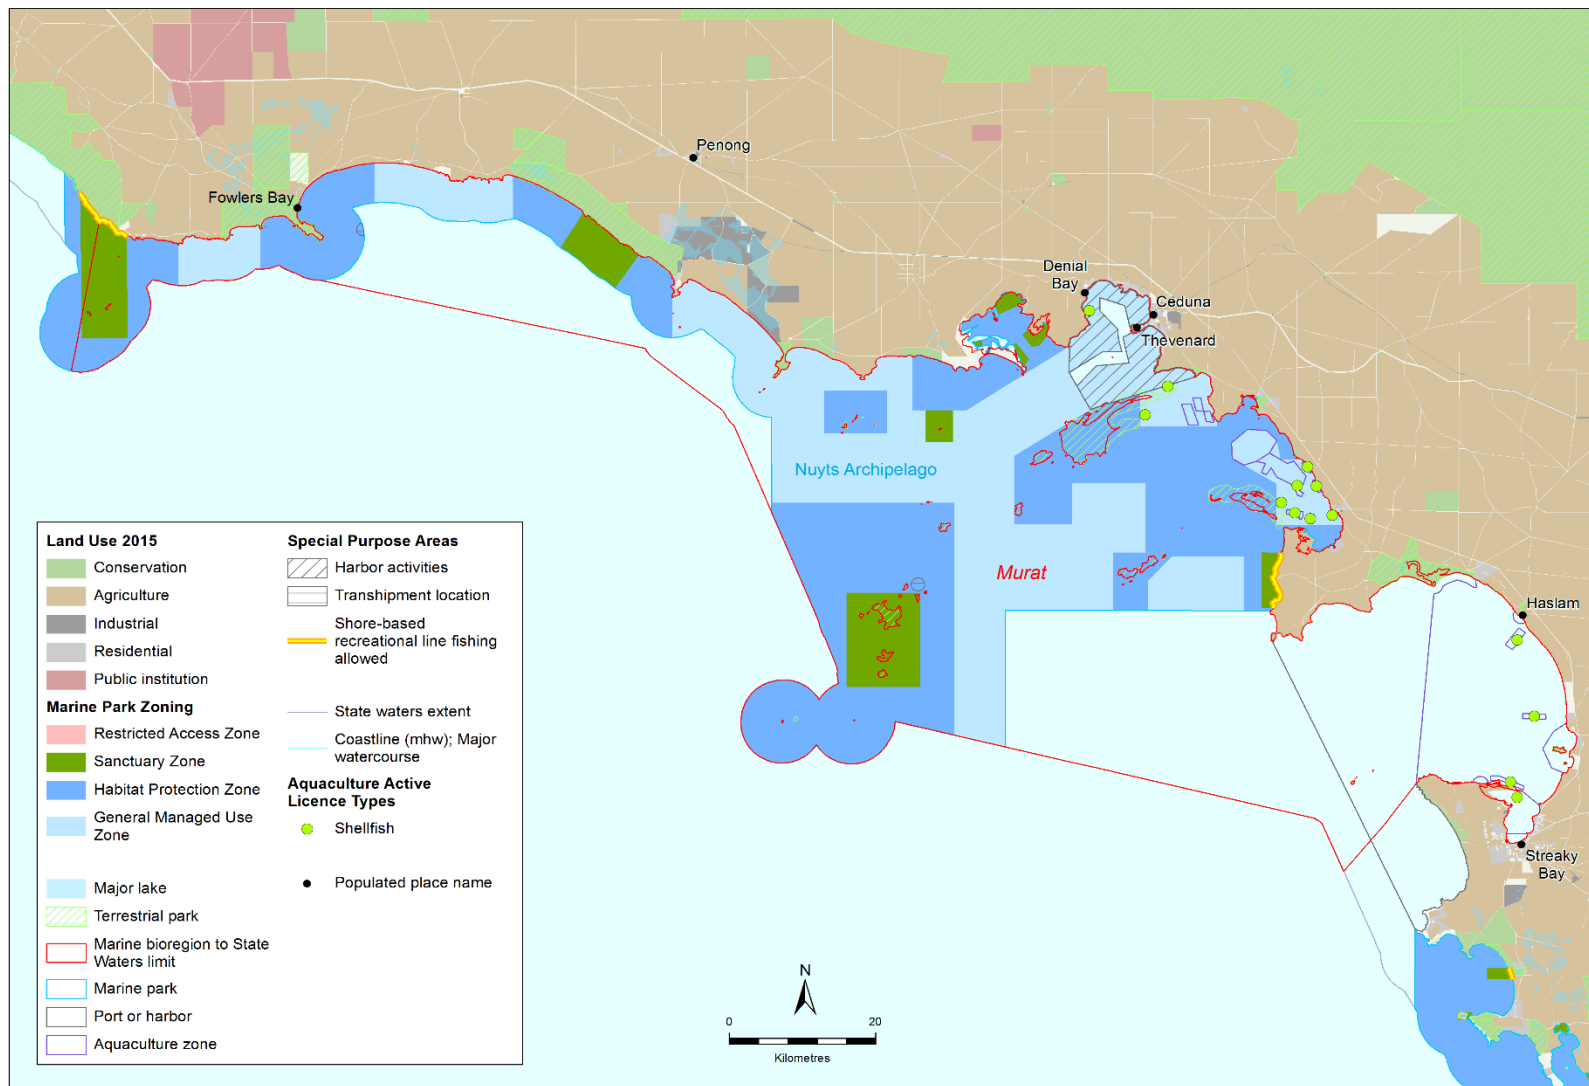 Penong
Fowlers Bay
Denial
Bay
Ceduna
Thevenard
Nuyts Archipelago
Murat
Haslam
Streaky
Bay
Land Use 2015
Conservation
Agriculture
Industrial
Residential
Public institution
Marine Park Zoning
Restricted Access Zone
Sanctuary Zone
Habitat Protection Zone
General Managed Use
Zone
Major lake
Terrestrial park
Marine bioregion to State
Waters limit
Marine park
Port or harbor
Aquaculture zone
Special Purpose Areas
Harbor activities
Transhipment location
Shore-based
recreational line fishing
allowed
State waters extent
Coastline (mhw); Major
watercourse
Aquaculture Active
Licence Types
Shellfish
Populated place name
N
0 20
Kilometres